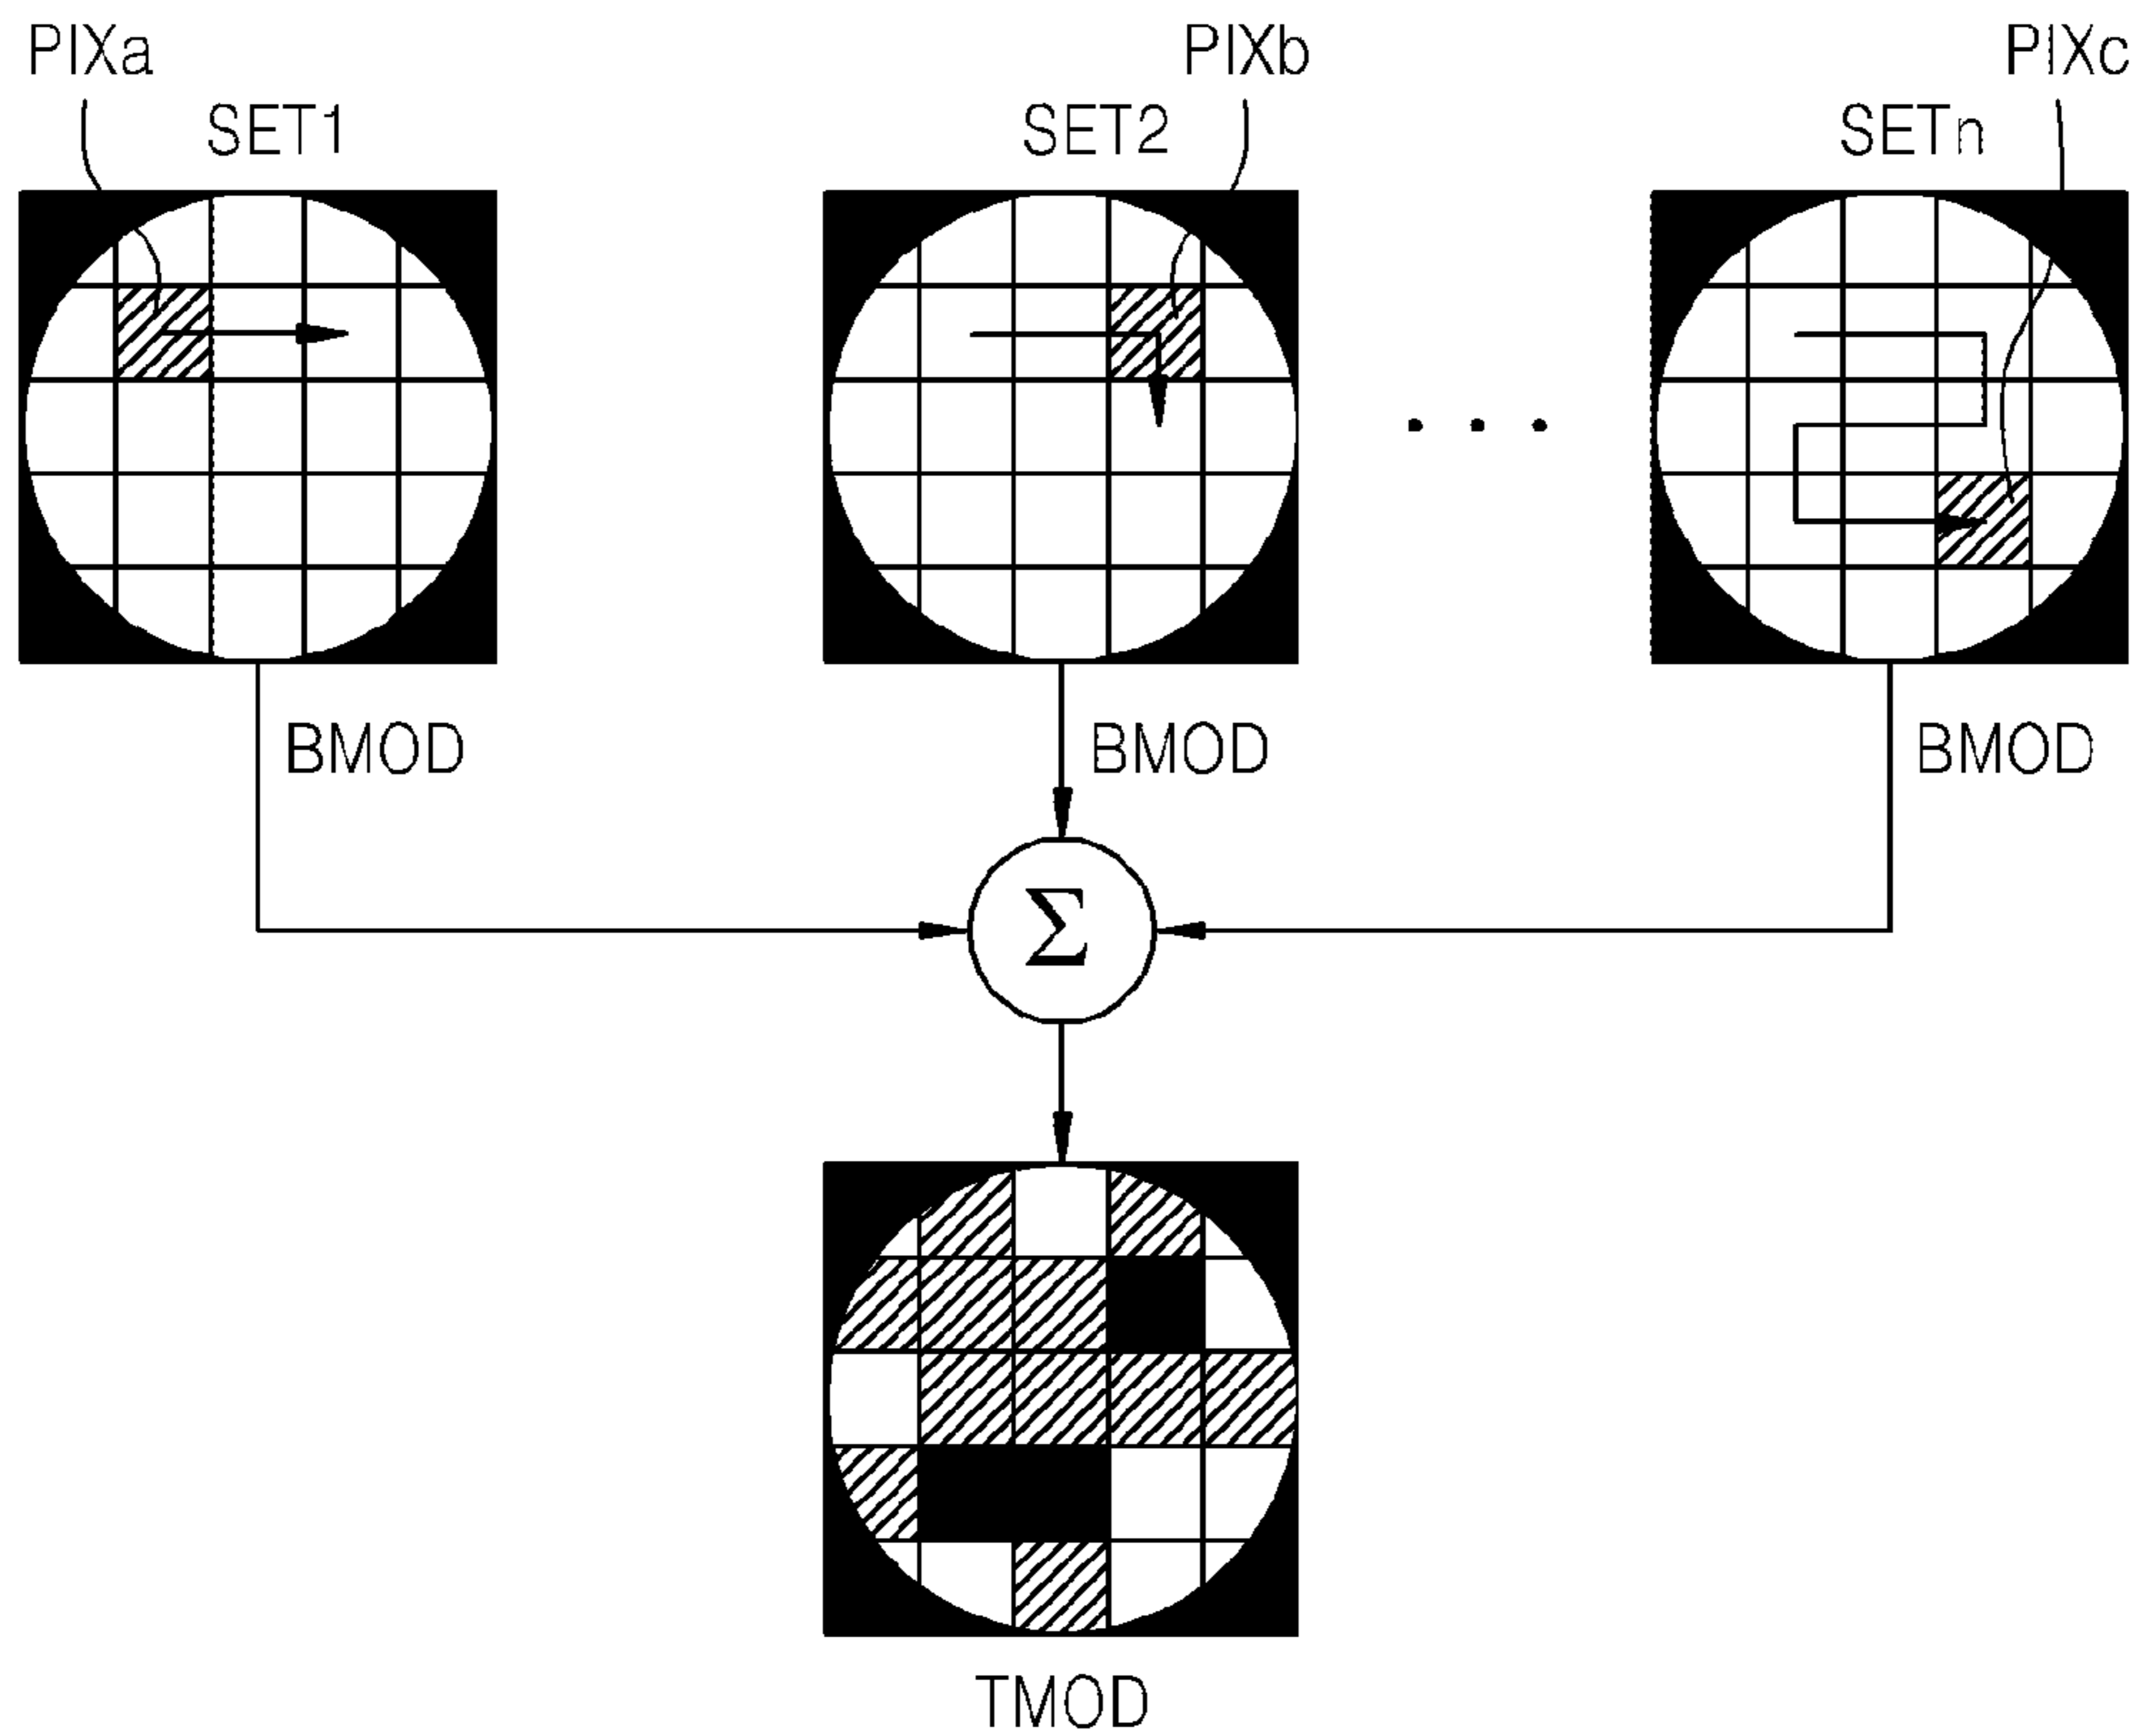 PIXa PIXb PIXc
SET1 SET2 SETn
BMOD BMOD BMOD
Σ
TMOD